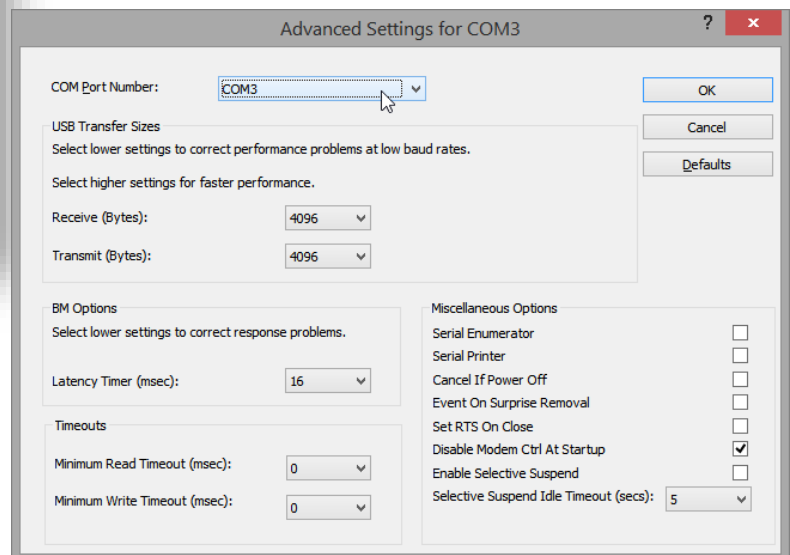 Advanced Settings for COM3
?
x
COM Port Number:
COM3
OK
USB Transfer Sizes
Cancel
Select lower settings to correct performance problems at low baud rates.
Defaults
Select higher settings for faster performance.
Receive (Bytes):
4096
Transmit (Bytes):
4096
BM Options
Select lower settings to correct response problems.
Latency Timer (msec):
16
Timeouts
Minimum Read Timeout (msec):
0
Minimum Write Timeout (msec):
0
Miscellaneous Options
Serial Enumerator
Serial Printer
Cancel If Power Off
Event On Surprise Removal
Set RTS On Close
Disable Modem Ctrl At Startup
Enable Selective Suspend
Selective Suspend Idle Timeout (secs):
5